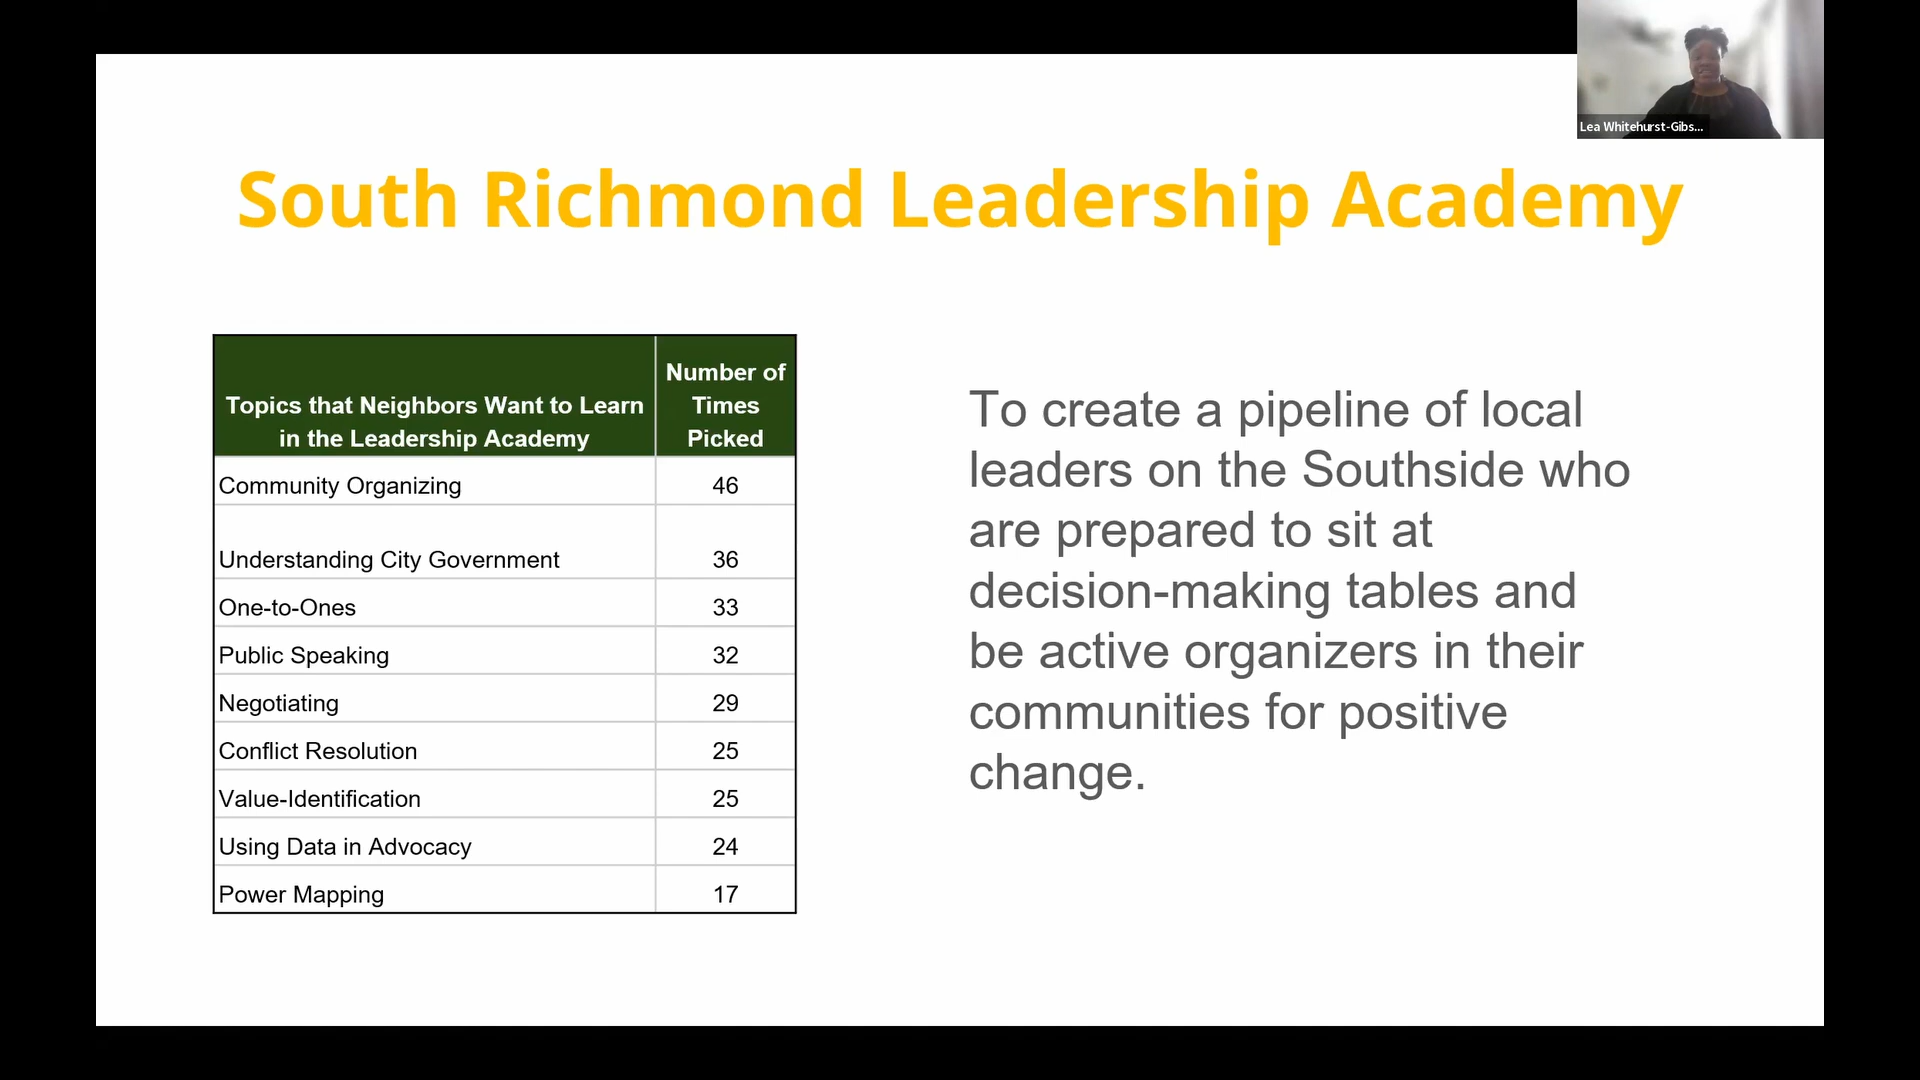 Lea Whitehurst-Gibs...
South Richmond Leadership Academy
Topics that Neighbors Want to Learn
in the Leadership Academy
Number of
Times
Picked
Community Organizing 46
Understanding City Government 36
One-to-Ones 33
Public Speaking 32
Negotiating 29
Conflict Resolution 25
Value-Identification 25
Using Data in Advocacy 24
Power Mapping 17
To create a pipeline of local
leaders on the Southside who
are prepared to sit at
decision-making tables and
be active organizers in their
communities for positive
change.